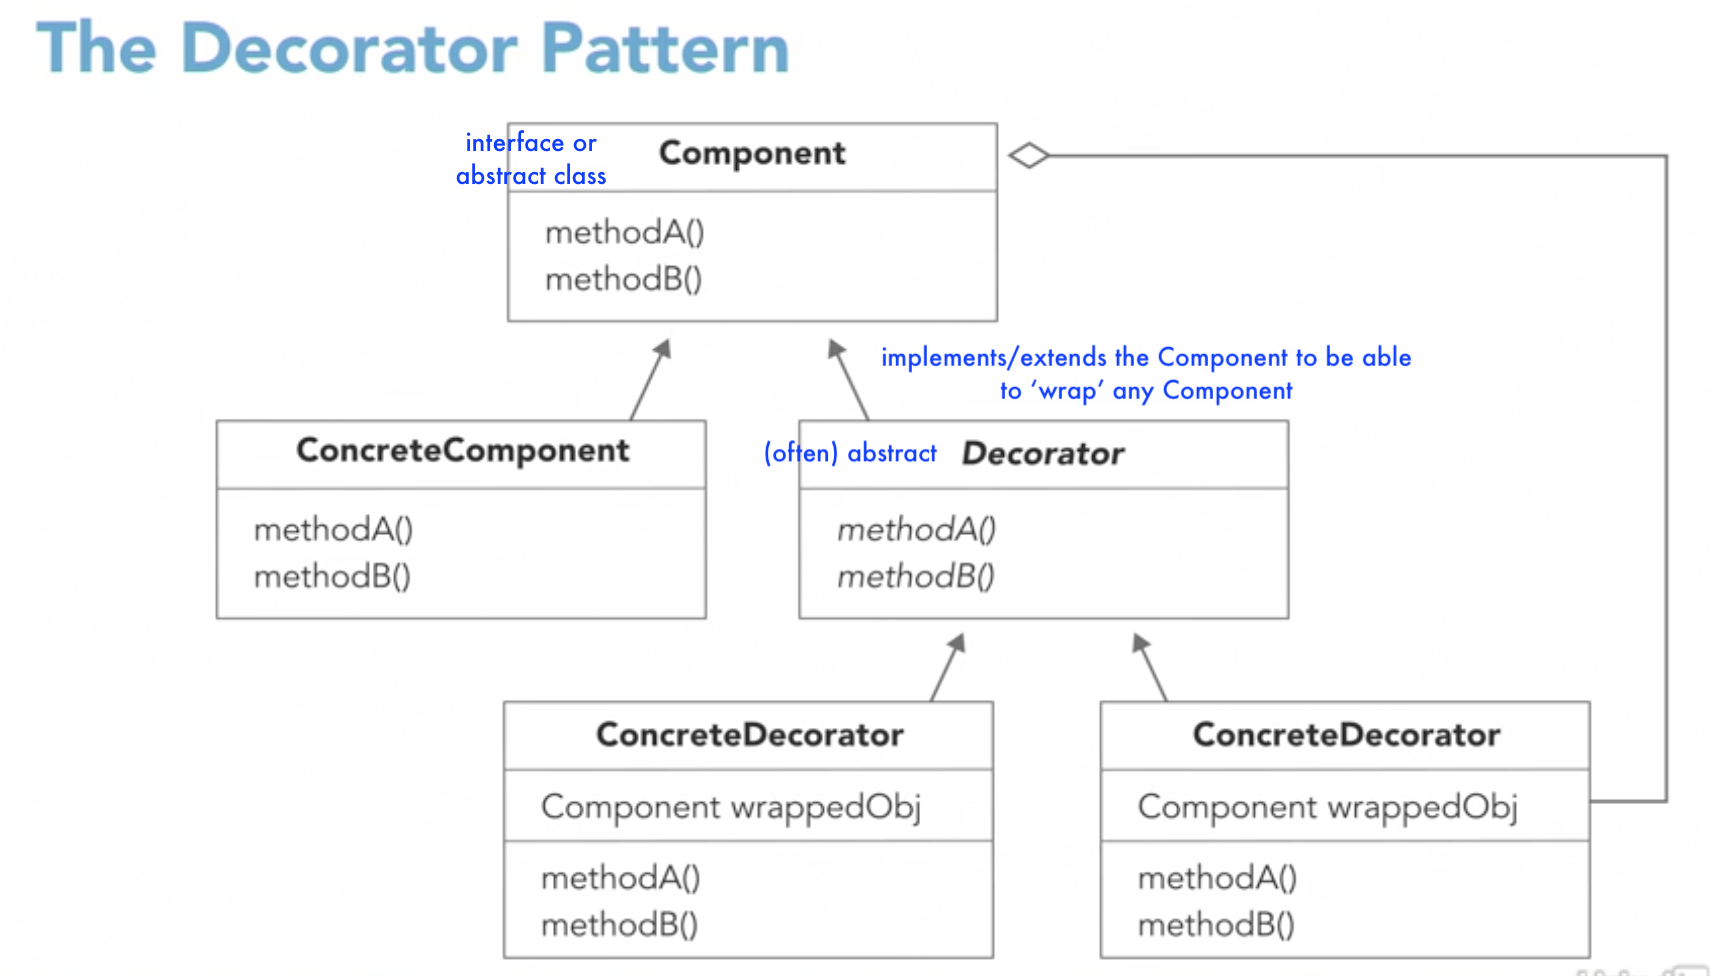 The Decorator Pattern
interface or
abstract class
Component
methodA()
methodB()
implements/extends the Component to be able
to ‘wrap’ any Component
ConcreteComponent
methodA()
methodB()
(often) abstract
Decorator
methodA()
methodB()
ConcreteDecorator
Component wrappedObj
methodA()
methodB()
ConcreteDecorator
Component wrappedObj
methodA()
methodB()